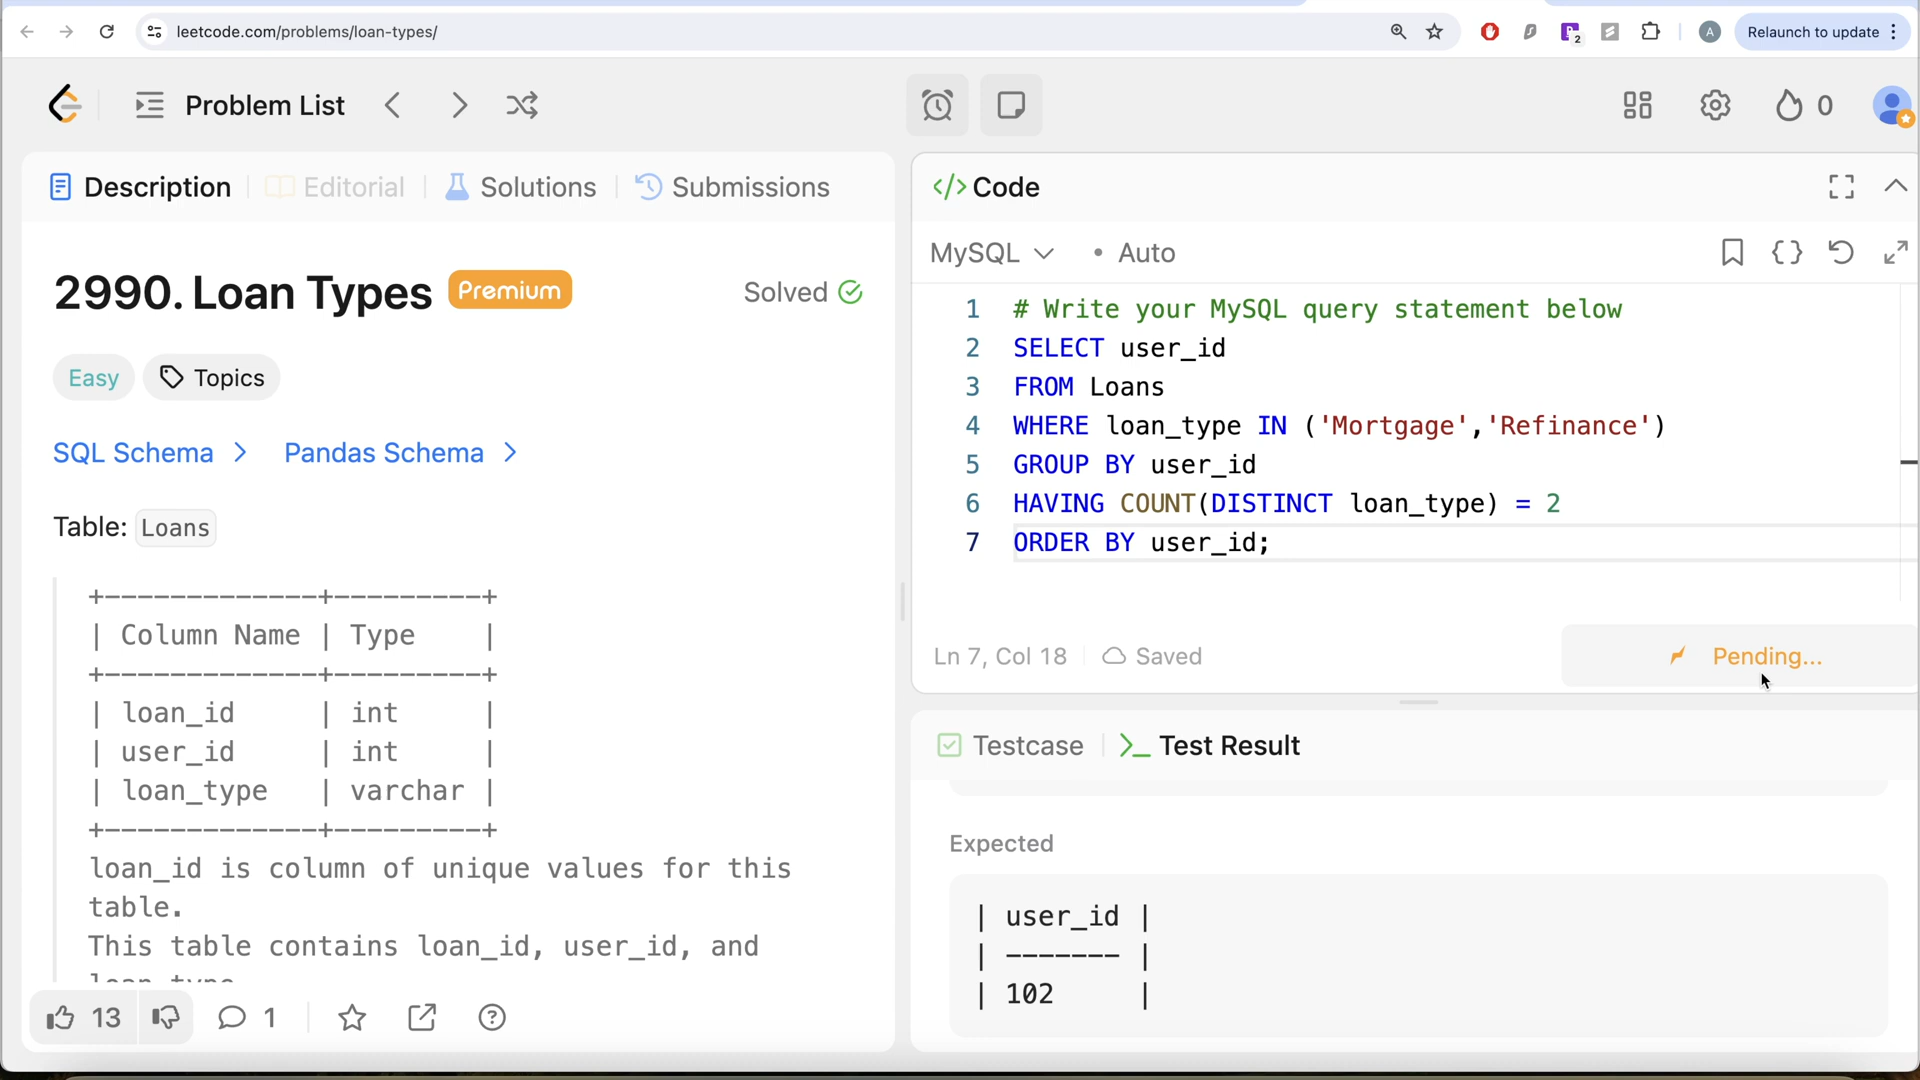 leetcode.com/problems/loan-types/
2
A
Relaunch to update
Problem List
0
Description
Editorial
Solutions
Submissions
2990. Loan Types
Premium
Solved
Easy
Topics
SQL Schema
Pandas Schema
Table: Loans
+-------------+---------+
| Column Name | Type    |
+-------------+---------+
| loan_id     | int     |
| user_id     | int     |
| loan_type   | varchar |
+-------------+---------+
loan_id is column of unique values for this
table.
This table contains loan_id, user_id, and
loan_type
13
1
</> Code
MySQL
• Auto
1 # Write your MySQL query statement below
2 SELECT user_id
3 FROM Loans
4 WHERE loan_type IN ('Mortgage','Refinance')
5 GROUP BY user_id
6 HAVING COUNT(DISTINCT loan_type) = 2
7 ORDER BY user_id;
Ln 7, Col 18
Saved
Pending...
Testcase
>_ Test Result
Expected
| user_id |
| ------- |
| 102     |